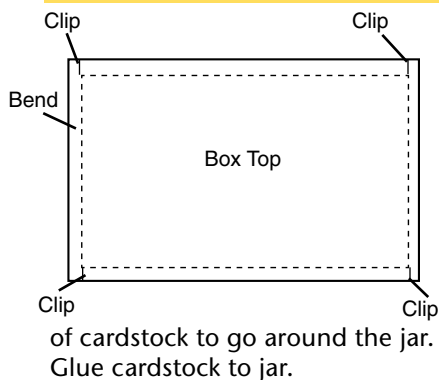 Clip Clip
Bend
Box Top
Clip Clip
of cardstock to go around the jar.
Glue cardstock to jar.